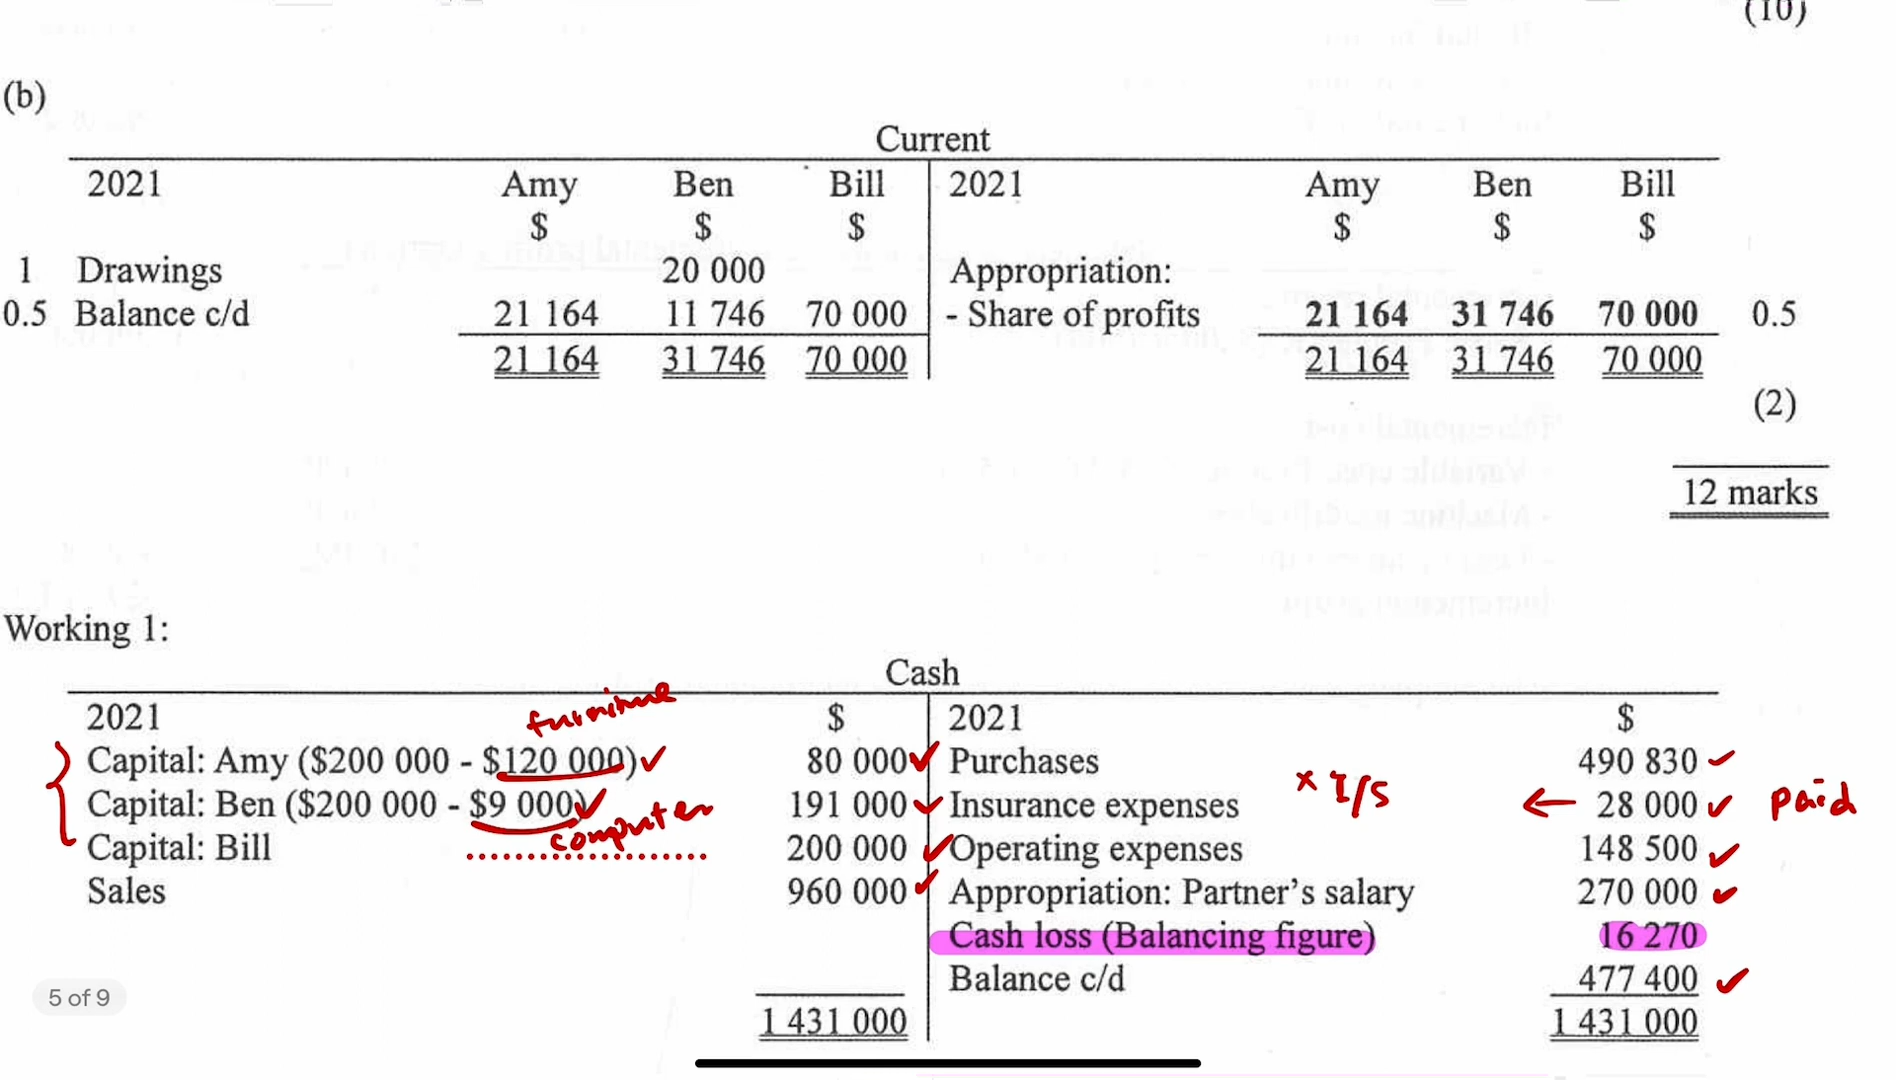 (10)
(b)
Current
2021 Amy Ben Bill 2021 Amy Ben Bill
$ $ $ $ $ $
1 Drawings 20 000 Appropriation:
0.5 Balance c/d 21 164 11 746 70 000 - Share of profits 21 164 31 746 70 000 0.5
21 164 31 746 70 000 21 164 31 746 70 000
(2)
12 marks
Working 1:
Cash
furniture
2021 $ 2021 $
Capital: Amy ($200 000 - $120 000) 80 000 Purchases 490 830
Capital: Ben ($200 000 - $9 000) 191 000 Insurance expenses × I/S ← 28 000 paid
computer
Capital: Bill 200 000 Operating expenses 148 500
Sales 960 000 Appropriation: Partner's salary 270 000
Cash loss (Balancing figure) 16 270
Balance c/d 477 400
1 431 000 1 431 000
5 of 9